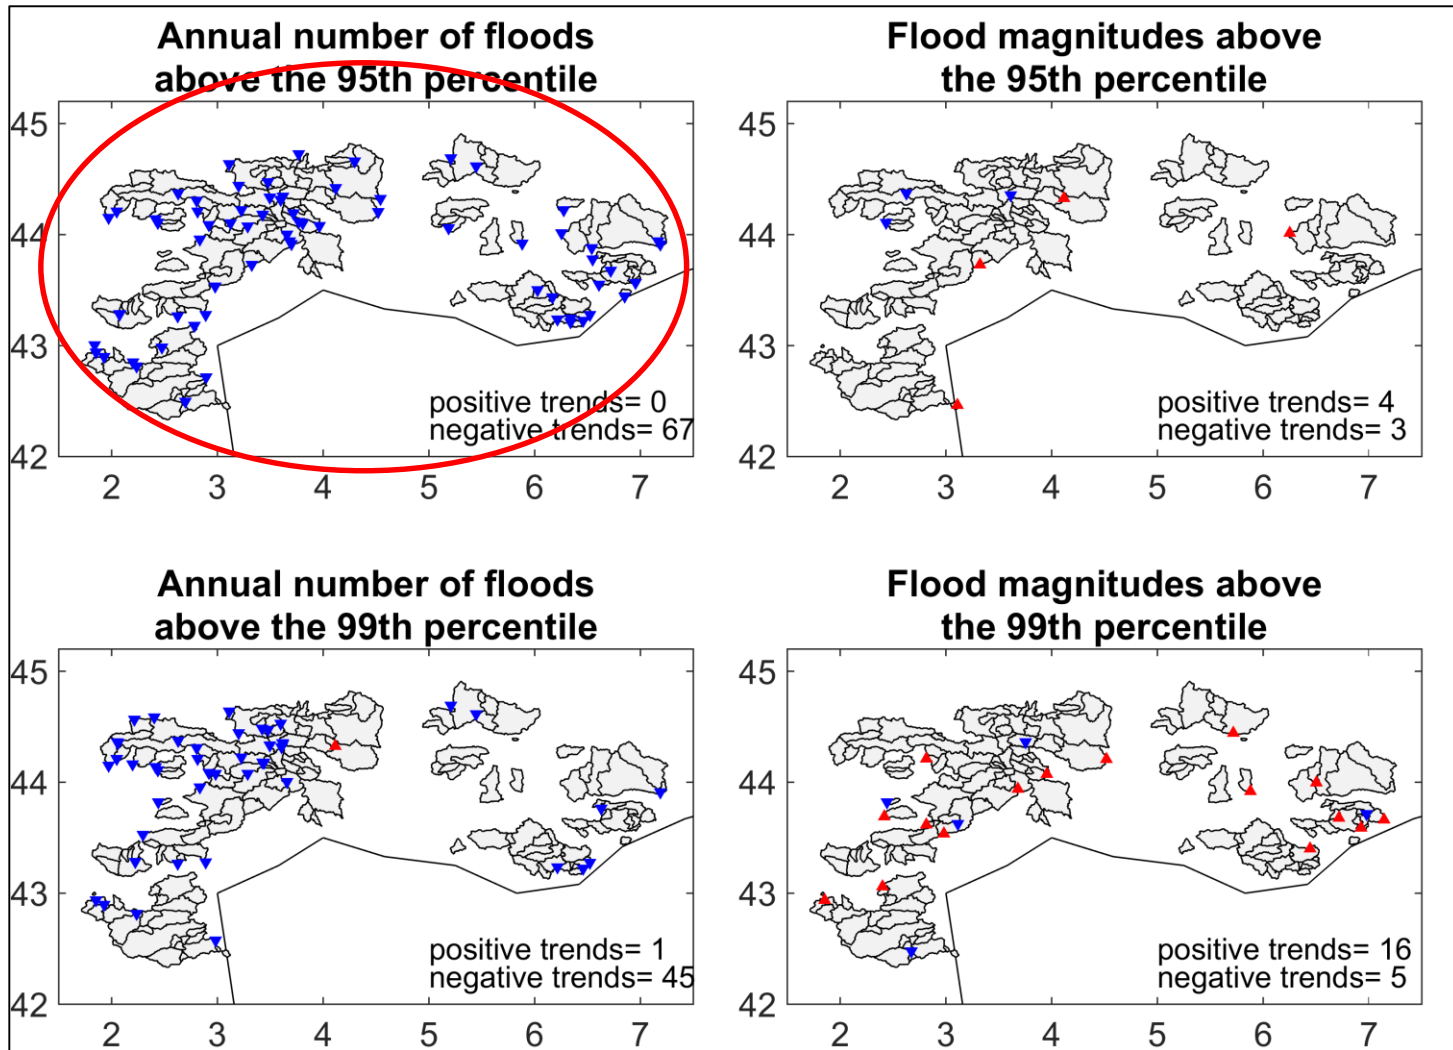 Annual number of floods
above the 95th percentile
45
44
43
42
positive trends= 0
negative trends= 67
2 3 4 5 6 7
Flood magnitudes above
the 95th percentile
45
44
43
42
positive trends= 4
negative trends= 3
2 3 4 5 6 7
Annual number of floods
above the 99th percentile
45
44
43
42
positive trends= 1
negative trends= 45
2 3 4 5 6 7
Flood magnitudes above
the 99th percentile
45
44
43
42
positive trends= 16
negative trends= 5
2 3 4 5 6 7